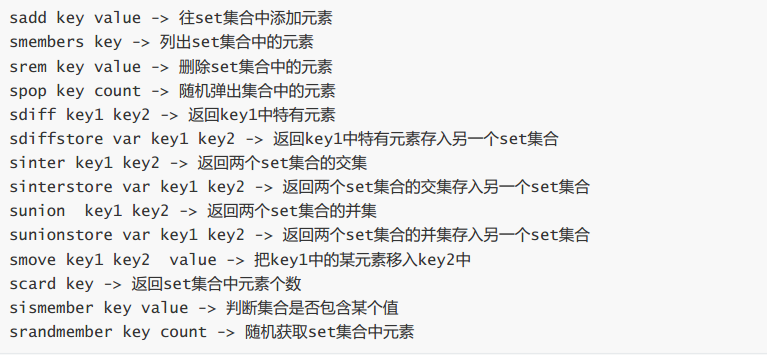 sadd key value -> 往set集合中添加元素
smembers key -> 列出set集合中的元素
srem key value -> 删除set集合中的元素
spop key count -> 随机弹出集合中的元素
sdiff key1 key2 -> 返回key1中特有元素
sdiffstore var key1 key2 -> 返回key1中特有元素存入另一个set集合
sinter key1 key2 -> 返回两个set集合的交集
sinterstore var key1 key2 -> 返回两个set集合的交集存入另一个set集合
sunion  key1 key2 -> 返回两个set集合的并集
sunionstore var key1 key2 -> 返回两个set集合的并集存入另一个set集合
smove key1 key2  value -> 把key1中的某元素移入key2中
scard key -> 返回set集合中元素个数
sismember key value -> 判断集合是否包含某个值
srandmember key count -> 随机获取set集合中元素